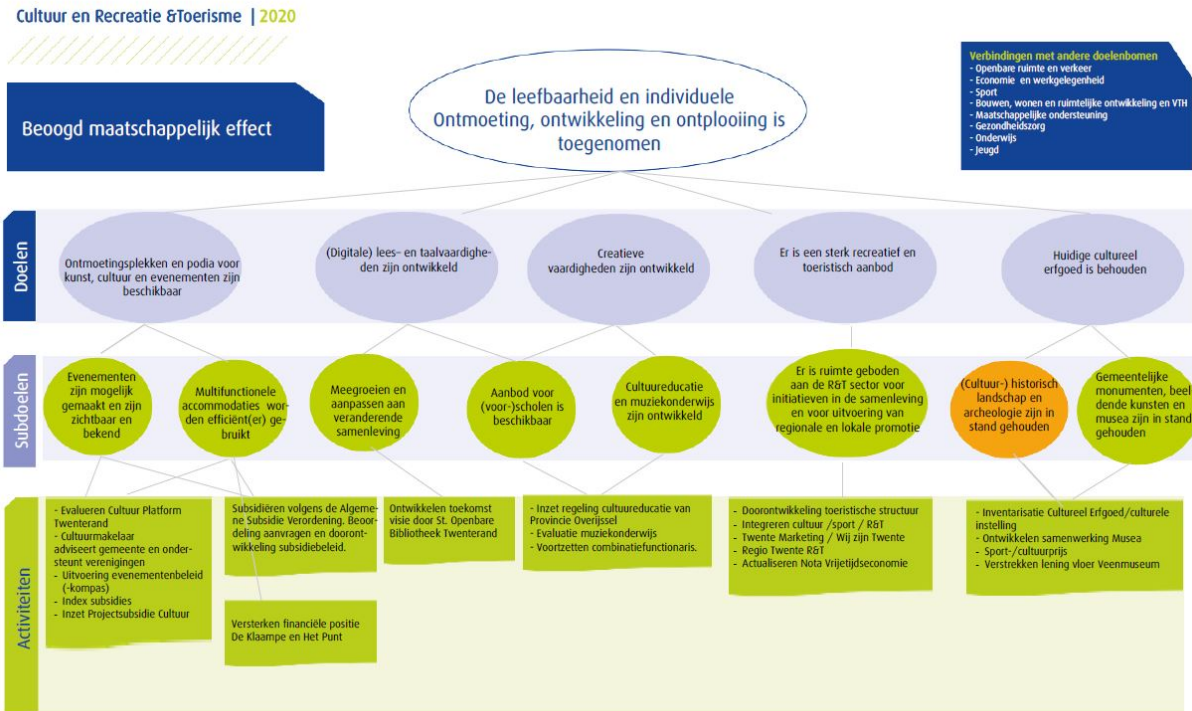 Cultuur en Recreatie &Toerisme | 2020
Beoogd maatschappelijk effect
De leefbaarheid en individuele
Ontmoeting, ontwikkeling en ontplooiing is
toegenomen
Verbindingen met andere doelenbomen
- Openbare ruimte en verkeer
- Economie en werkgelegenheid
- Sport
- Bouwen, wonen en ruimtelijke ontwikkeling en VTH
- Maatschappelijke ondersteuning
- Gezondheidszorg
- Onderwijs
- Jeugd
Doelen
Ontmoetingsplekken en podia voor
kunst, cultuur en evenementen zijn
beschikbaar
(Digitale) lees- en taalvaardighe-
den zijn ontwikkeld
Creatieve
vaardigheden zijn ontwikkeld
Er is een sterk recreatief en
toeristisch aanbod
Huidige cultureel
erfgoed is behouden
Subdoelen
Evenementen
zijn mogelijk
gemaakt en zijn
zichtbaar en
bekend
Multifunctionele
accommodaties wor-
den efficiënt(er) ge-
bruikt
Meegroeien en
aanpassen aan
veranderende
samenleving
Aanbod voor
(voor-)scholen is
beschikbaar
Cultuureducatie
en muziekonderwijs
zijn ontwikkeld
Er is ruimte geboden
aan de R&T sector voor
initiatieven in de samenleving
en voor uitvoering van
regionale en lokale promotie
(Cultuur-) historisch
landschap en
archeologie zijn in
stand gehouden
Gemeentelijke
monumenten, beel
dende kunsten en
musea zijn in stand
gehouden
Activiteiten
- Evalueren Cultuur Platform
Twenterand
- Cultuurmakelaar
adviseert gemeente en onder-
steunt verenigingen
- Uitvoering evenementenbeleid
(-kompas)
- Index subsidies
- Inzet Projectsubsidie Cultuur
Subsidiëren volgens de Algeme-
ne Subsidie Verordening. Beoor-
deling aanvragen en dooront-
wikkeling subsidiebeleid.
Versterken financiële positie
De Klaampe en Het Punt
Ontwikkelen toekomst
visie door St. Openbare
Bibliotheek Twenterand
- Inzet regeling cultuureducatie van
Provincie Overijssel
- Evaluatie muziekonderwijs
- Voortzetten combinatiefunctionaris.
- Doorontwikkeling toeristische structuur
- Integreren cultuur /sport / R&T
- Twente Marketing / Wij zijn Twente
- Regio Twente R&T
- Actualiseren Nota Vrijetijdseconomie
- Inventarisatie Cultureel Erfgoed/culturele
instelling
- Ontwikkelen samenwerking Musea
- Sport-/cultuurprijs
- Verstrekken lening vloer Veenmuseum